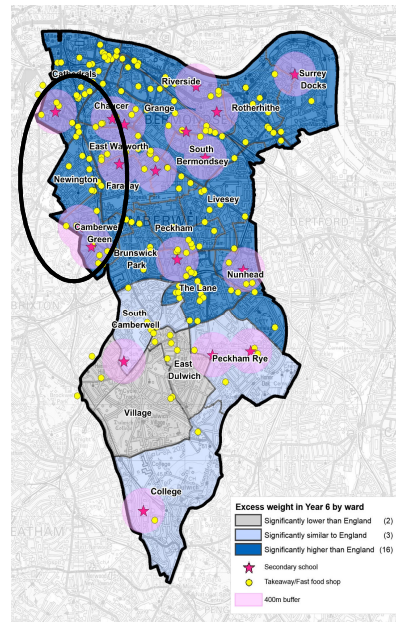 Cathedrals
Riverside
Surrey
Docks
Chaucer
Grange
Rotherhithe
BERMONDSEY
East Walworth
South
Bermondsey
Newington
Faraday
Livesey
CAMBERWELL
DEPTFORD
Camberwell
Green
Peckham
Brunswick
Park
Nunhead
The Lane
BRIXTON
South
Camberwell
Peckham Rye
East
Dulwich
Village
College
Excess weight in Year 6 by ward
Significantly lower than England (2)
Significantly similar to England (3)
Significantly higher than England (16)
Secondary school
Takeaway/Fast food shop
400m buffer